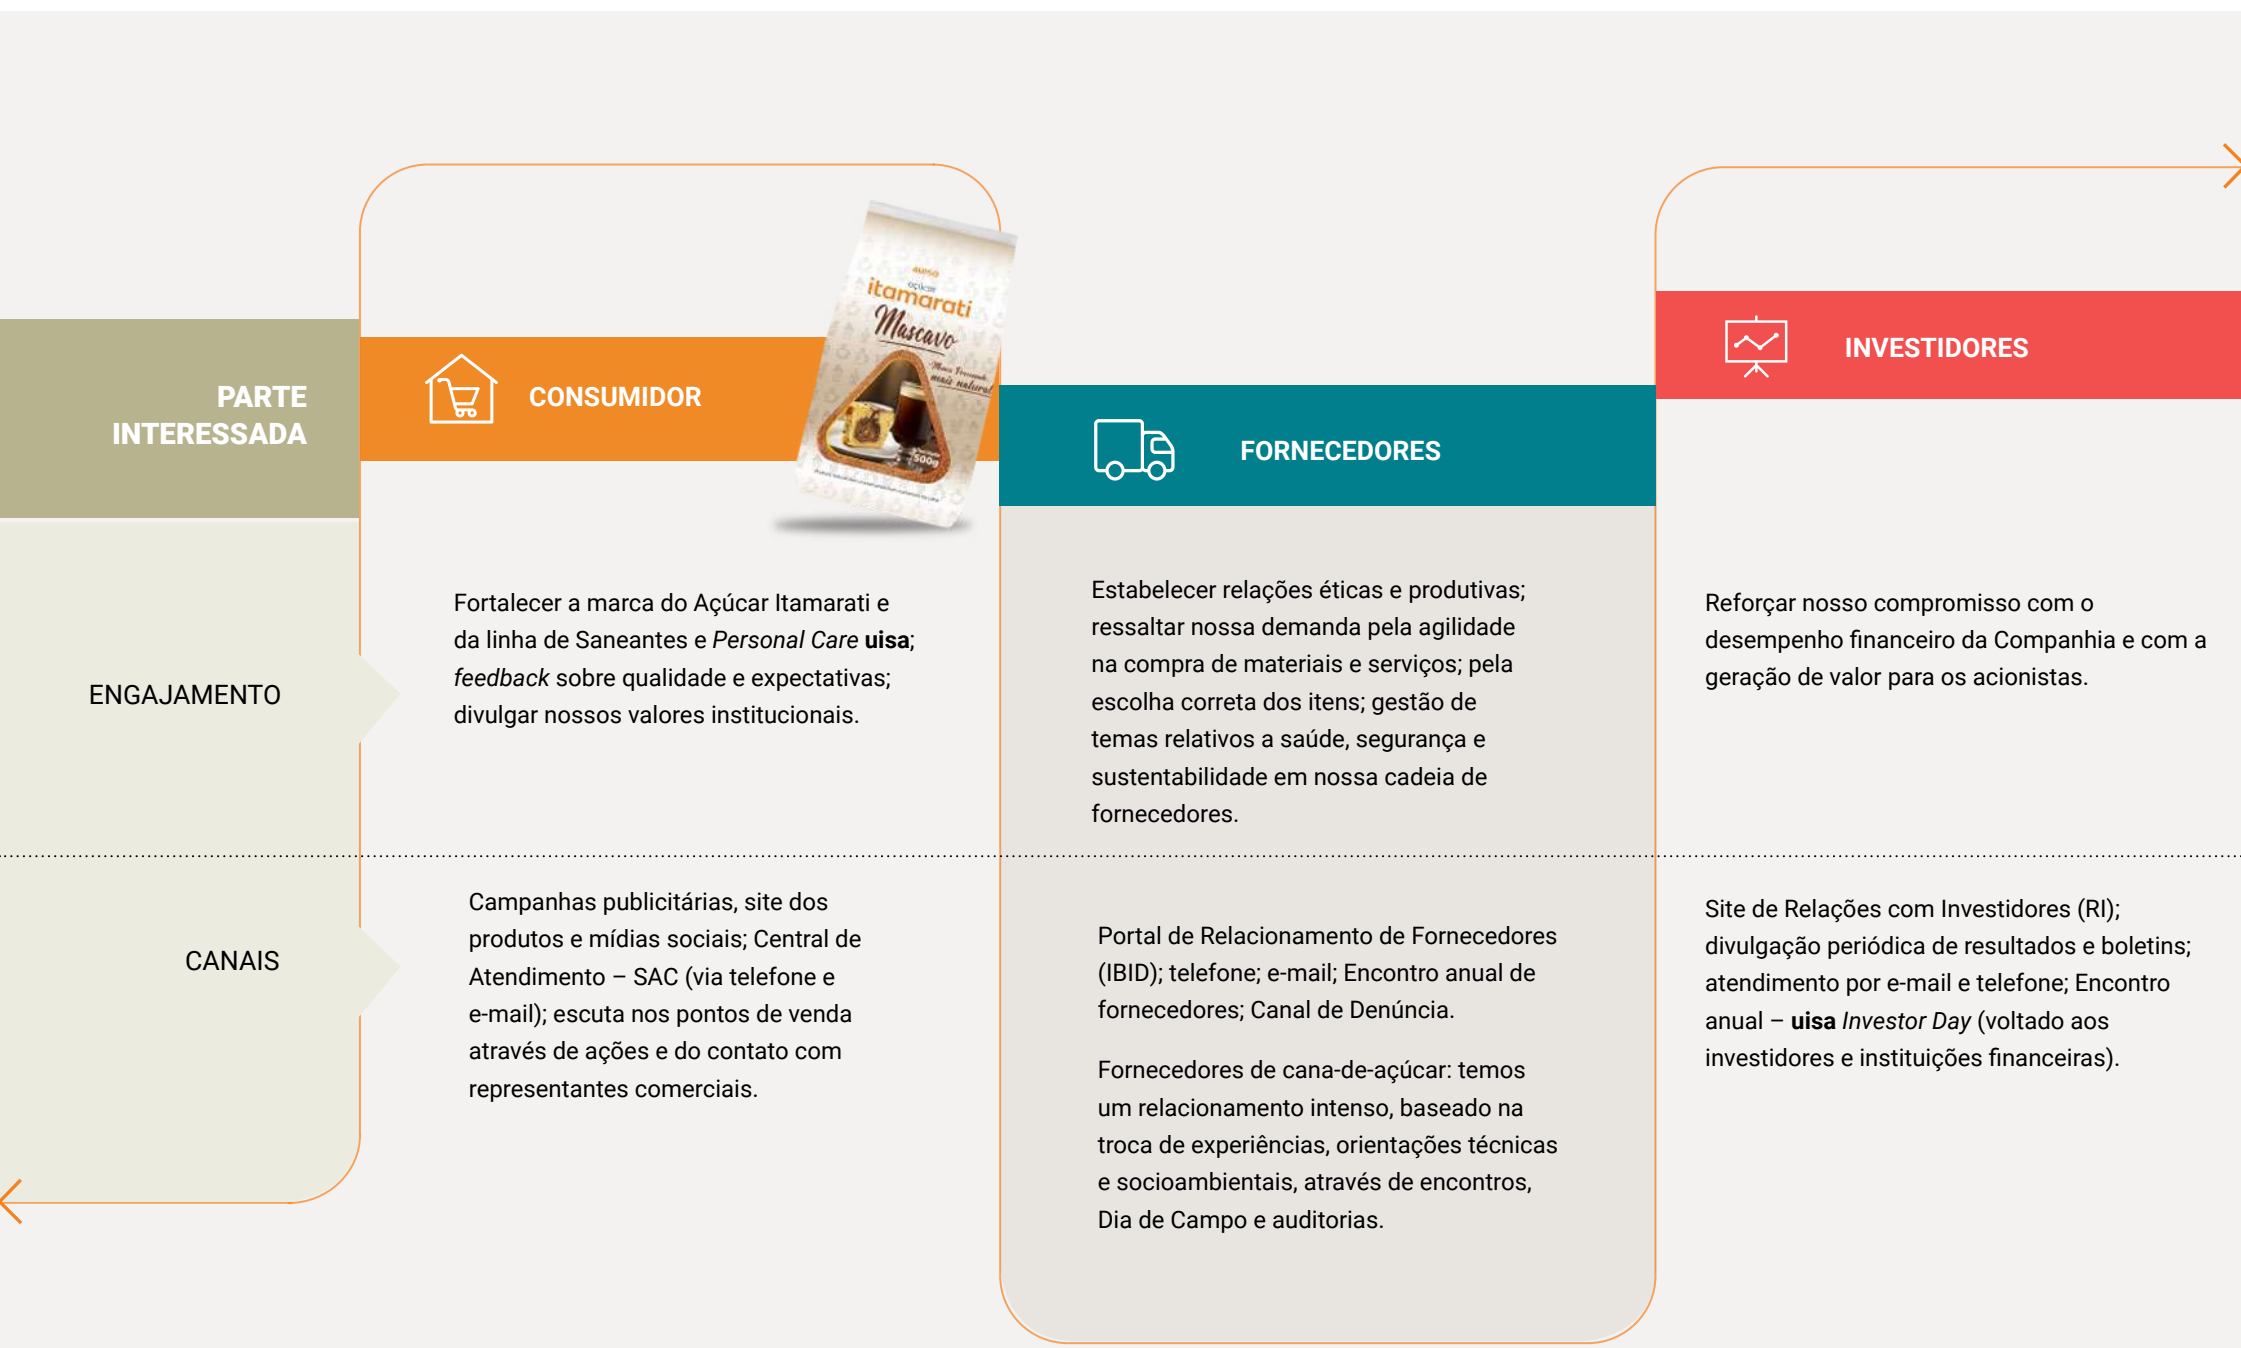 PARTE
INTERESSADA
ENGAJAMENTO
CANAIS
CONSUMIDOR
açúcar
itamarati
Mascavo
mais natural
500g
Fortalecer a marca do Açúcar Itamarati e
da linha de Saneantes e Personal Care uisa;
feedback sobre qualidade e expectativas;
divulgar nossos valores institucionais.
Campanhas publicitárias, site dos
produtos e mídias sociais; Central de
Atendimento – SAC (via telefone e
e-mail); escuta nos pontos de venda
através de ações e do contato com
representantes comerciais.
FORNECEDORES
Estabelecer relações éticas e produtivas;
ressaltar nossa demanda pela agilidade
na compra de materiais e serviços; pela
escolha correta dos itens; gestão de
temas relativos a saúde, segurança e
sustentabilidade em nossa cadeia de
fornecedores.
Portal de Relacionamento de Fornecedores
(IBID); telefone; e-mail; Encontro anual de
fornecedores; Canal de Denúncia.
Fornecedores de cana-de-açúcar: temos
um relacionamento intenso, baseado na
troca de experiências, orientações técnicas
e socioambientais, através de encontros,
Dia de Campo e auditorias.
INVESTIDORES
Reforçar nosso compromisso com o
desempenho financeiro da Companhia e com a
geração de valor para os acionistas.
Site de Relações com Investidores (RI);
divulgação periódica de resultados e boletins;
atendimento por e-mail e telefone; Encontro
anual – uisa Investor Day (voltado aos
investidores e instituições financeiras).